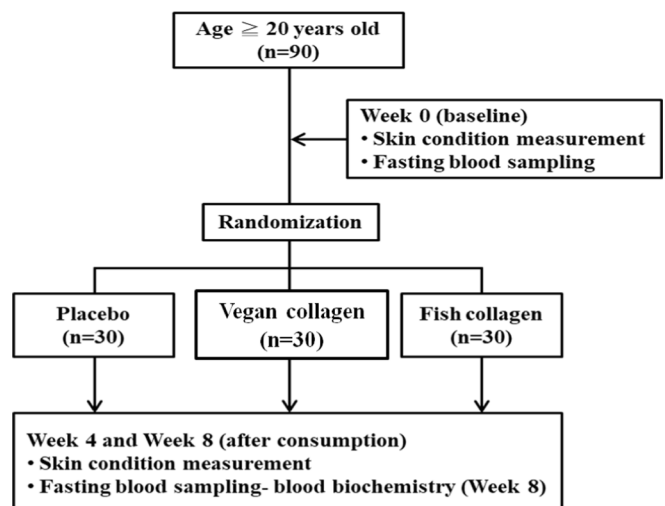 Age ≧ 20 years old
(n=90)
Week 0 (baseline)
• Skin condition measurement
• Fasting blood sampling
Randomization
Placebo
(n=30)
Vegan collagen
(n=30)
Fish collagen
(n=30)
Week 4 and Week 8 (after consumption)
• Skin condition measurement
• Fasting blood sampling- blood biochemistry (Week 8)